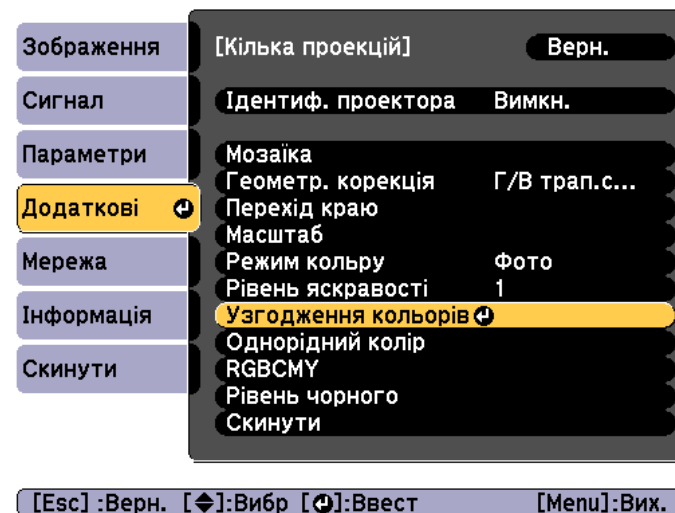 Зображення
Сигнал
Параметри
Додаткові
Мережа
Інформація
Скинути
[Кілька проекцій] Верн.
Ідентиф. проектора Вимкн.
Мозаїка
Геометр. корекція Г/В трап.с...
Перехід краю
Масштаб
Режим кольру Фото
Рівень яскравості 1
Узгодження кольорів
Однорідний колір
RGBCMY
Рівень чорного
Скинути
[Esc] :Верн. [◆]:Вибр [↵]:Ввест [Menu]:Вих.